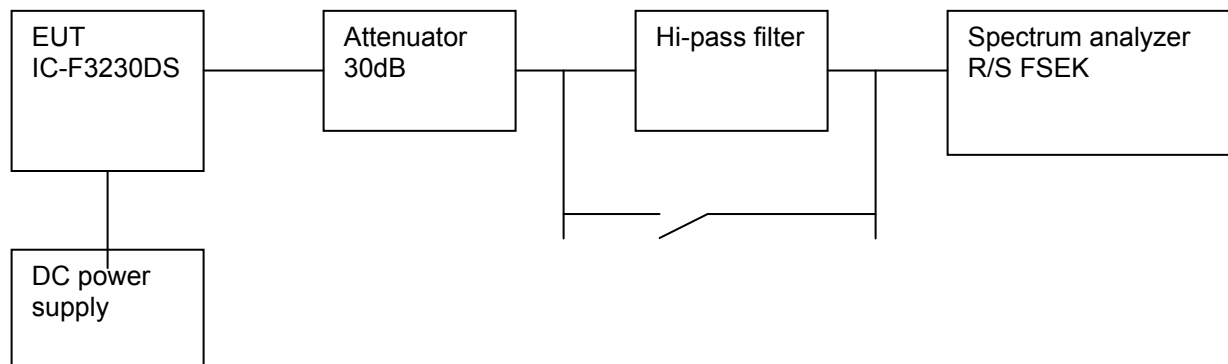 EUT
IC-F3230DS
Attenuator
30dB
Hi-pass filter
Spectrum analyzer
R/S FSEK
DC power
supply